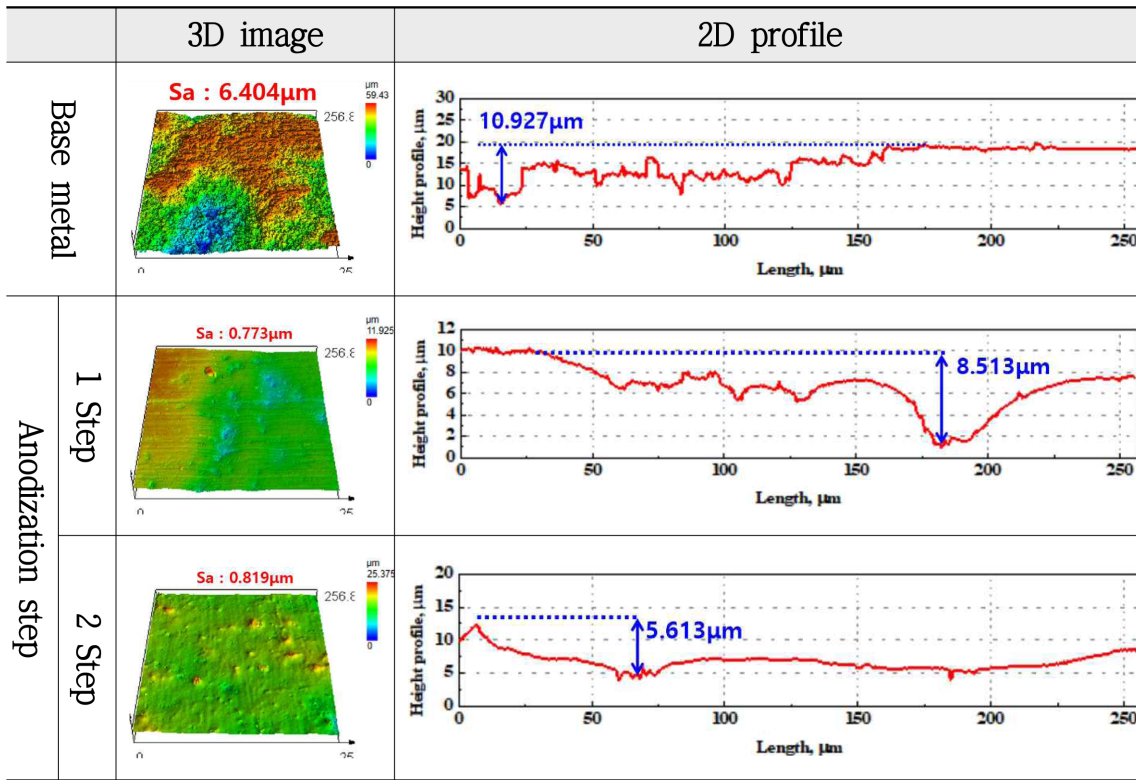 3D image
2D profile
Base metal
Sa : 6.404μm
μm
59.43
0
256.8
0
25
Height profile, μm
30
25
20
15
10
5
0
10.927μm
0 50 100 150 200 250
Length, μm
Anodization step
1 Step
Sa : 0.773μm
μm
11.925
0
256.8
0
25
Height profile, μm
12
10
8
6
4
2
0
8.513μm
0 50 100 150 200 250
Length, μm
2 Step
Sa : 0.819μm
μm
25.375
0
256.8
0
25
Height profile, μm
20
15
10
5
0
5.613μm
0 50 100 150 200 250
Length, μm